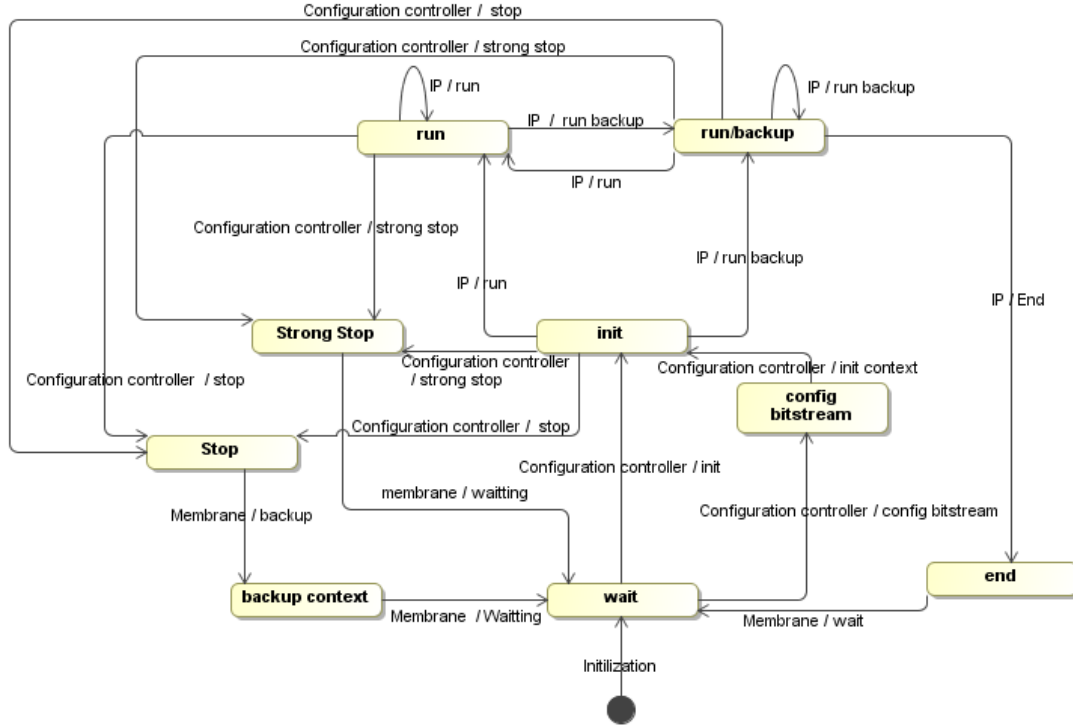 Configuration controller / stop
Configuration controller / strong stop
IP / run
IP / run backup
run
IP / run backup
run/backup
IP / run
Configuration controller / strong stop
IP / run backup
IP / run
IP / End
Strong Stop
init
Configuration controller
/ strong stop
Configuration controller / init context
Configuration controller / stop
config
bitstream
Configuration controller / stop
Stop
Configuration controller / init
membrane / waitting
Configuration controller / config bitstream
Membrane / backup
end
backup context
wait
Membrane / Waitting
Membrane / wait
Initilization